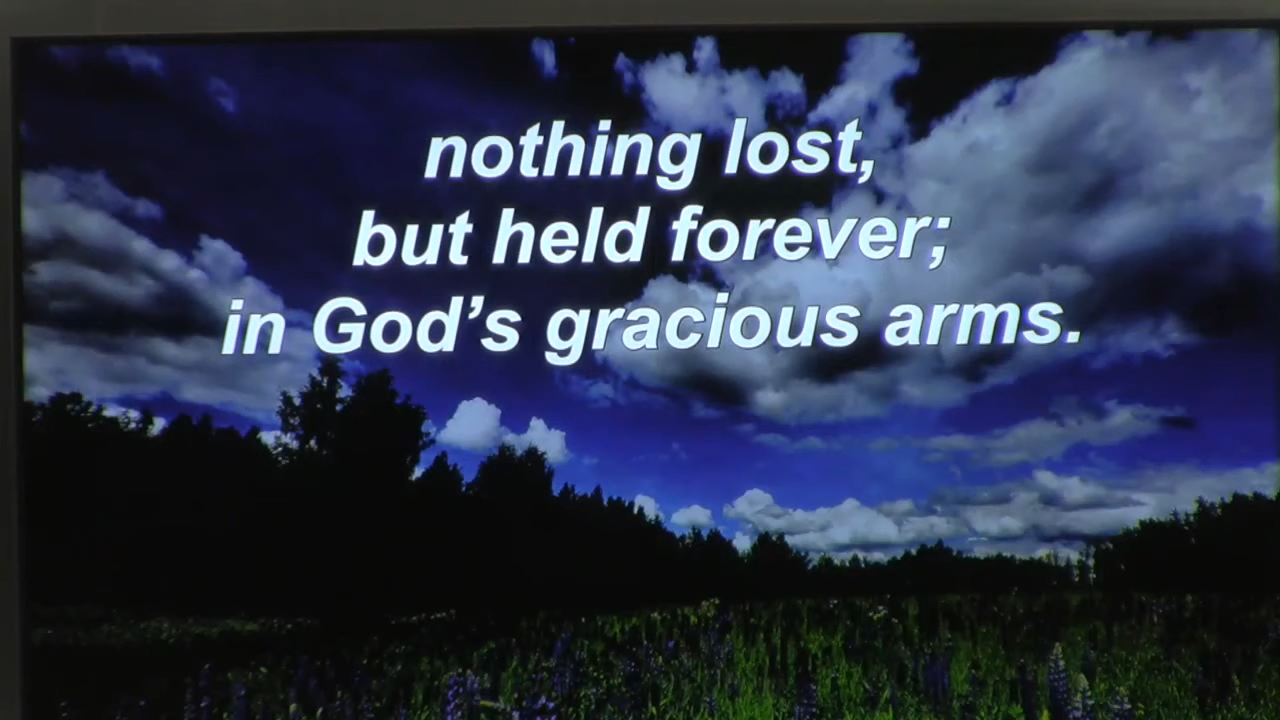 nothing lost,
but held forever;
in God’s gracious arms.